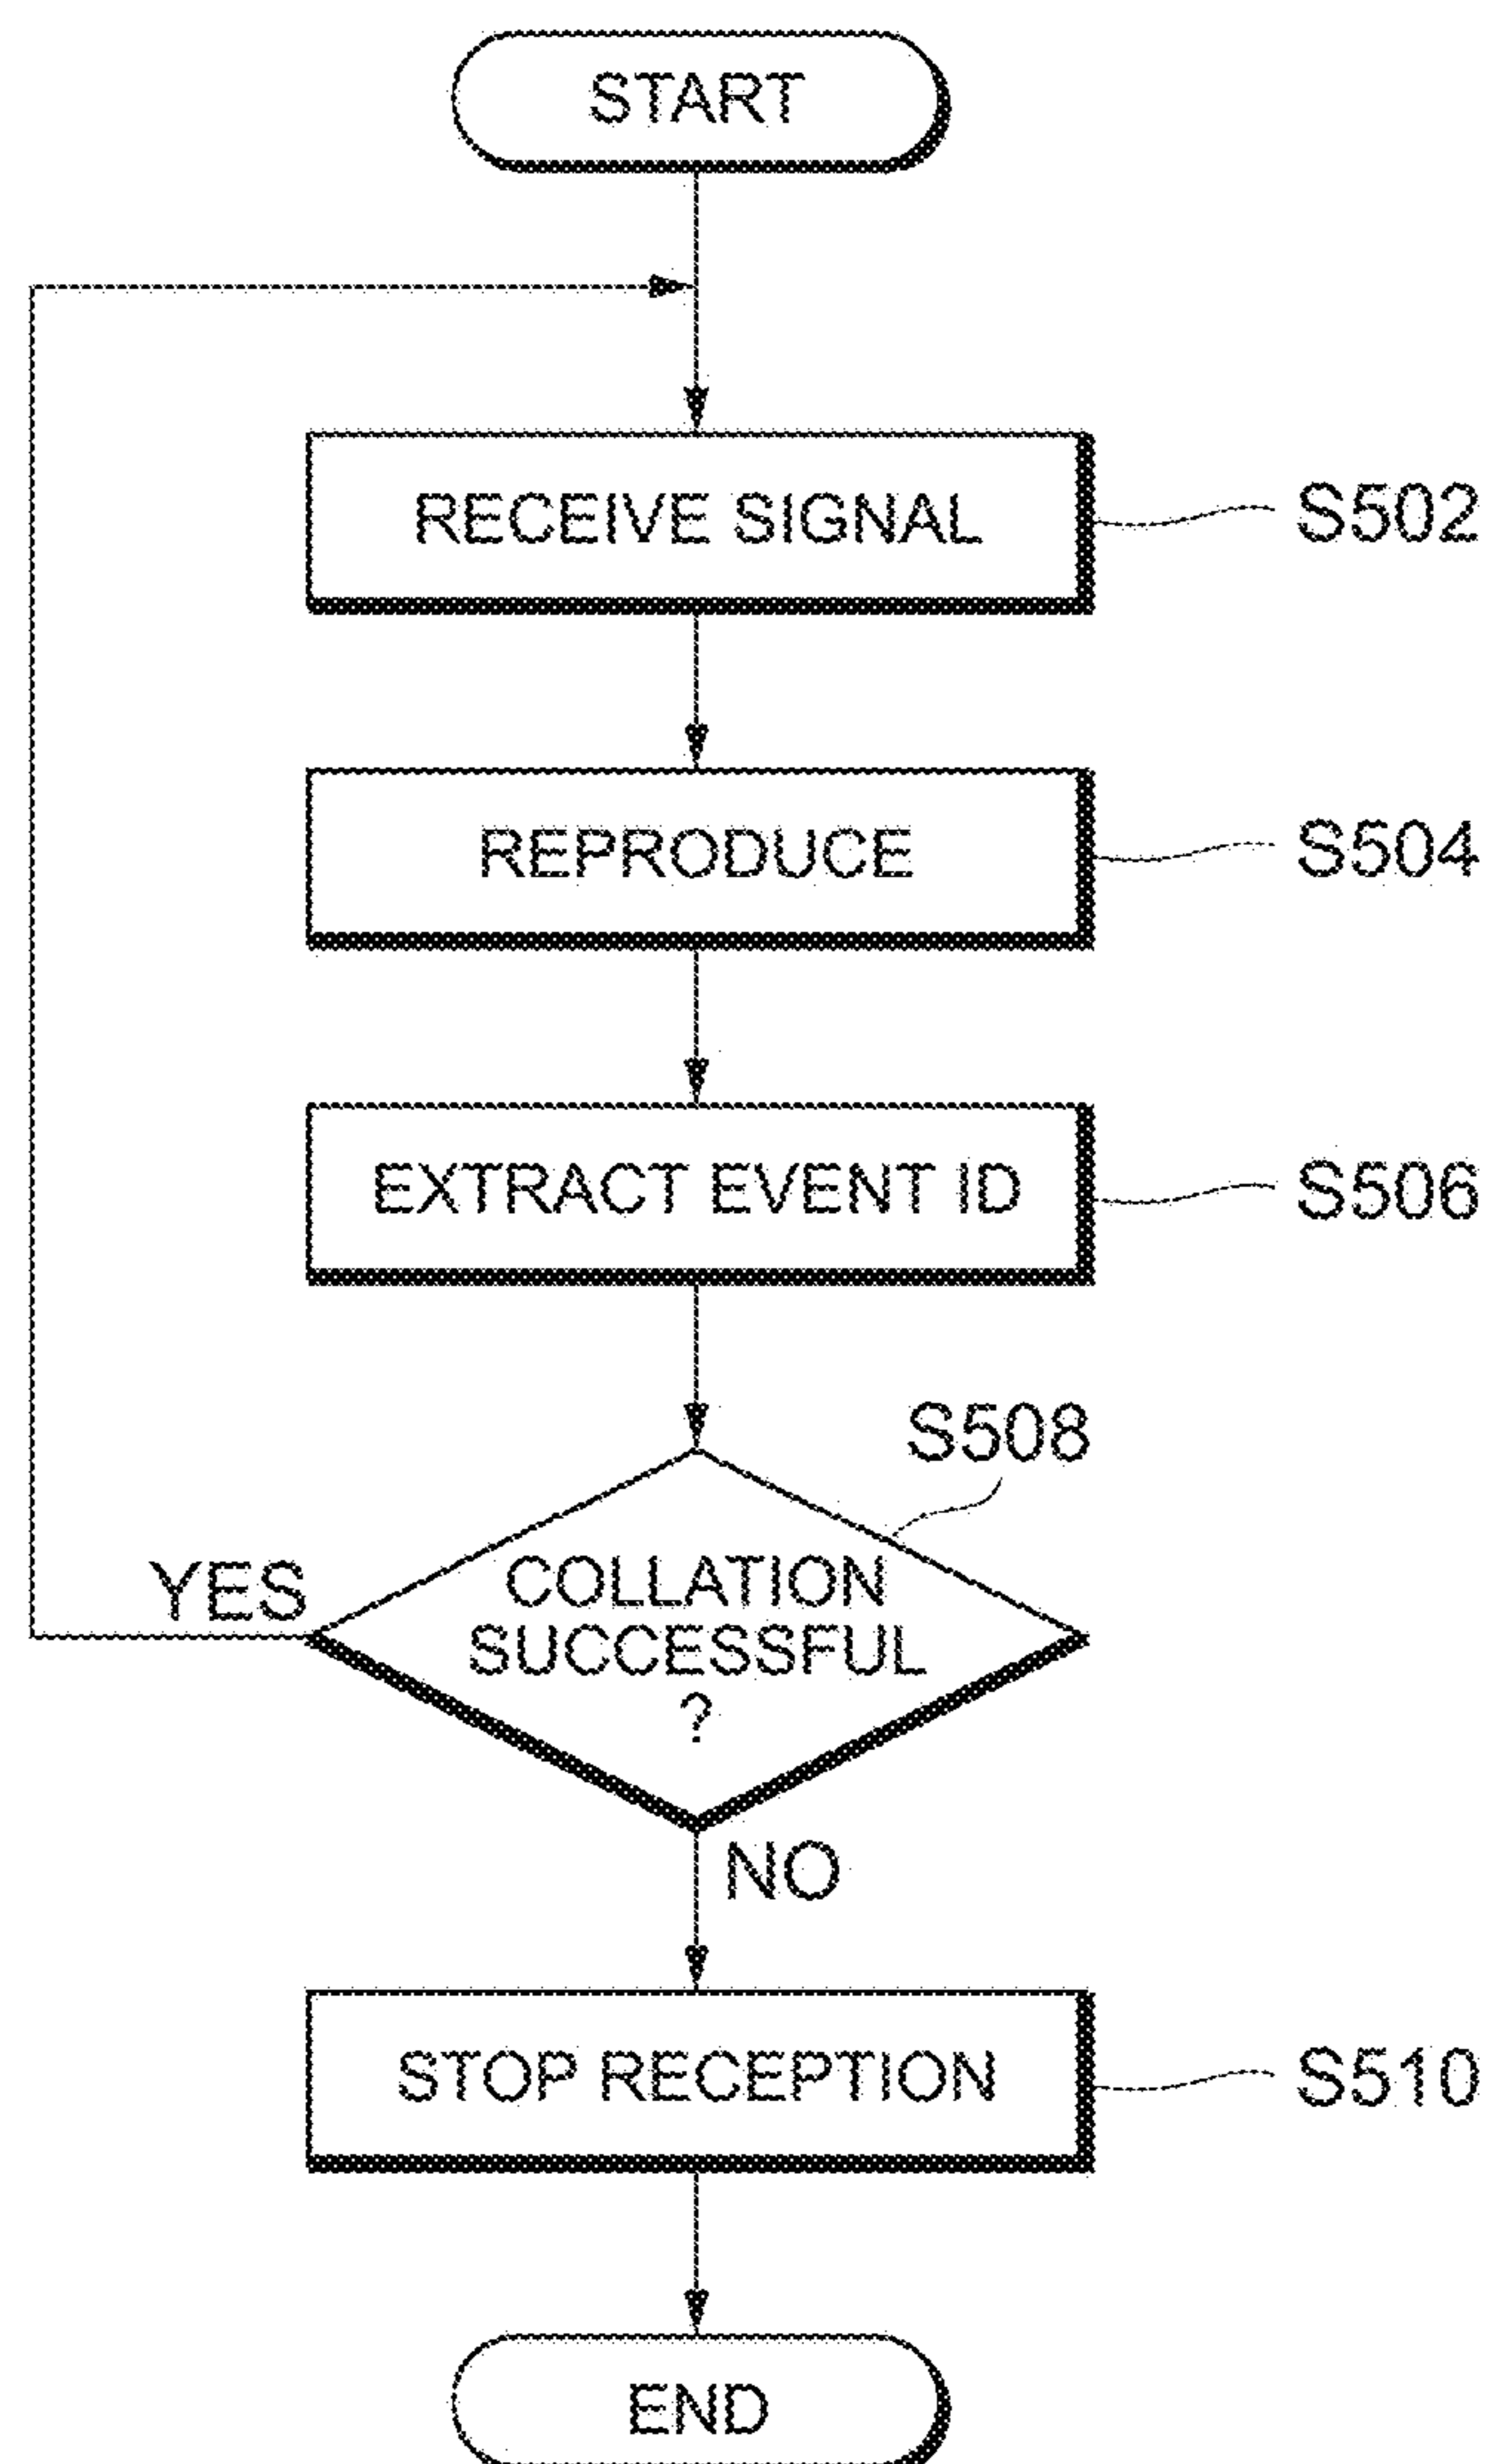 START
RECEIVE SIGNAL
S502
REPRODUCE
S504
EXTRACT EVENT ID
S506
S508
COLLATION
SUCCESSFUL
?
YES
NO
STOP RECEPTION
S510
END